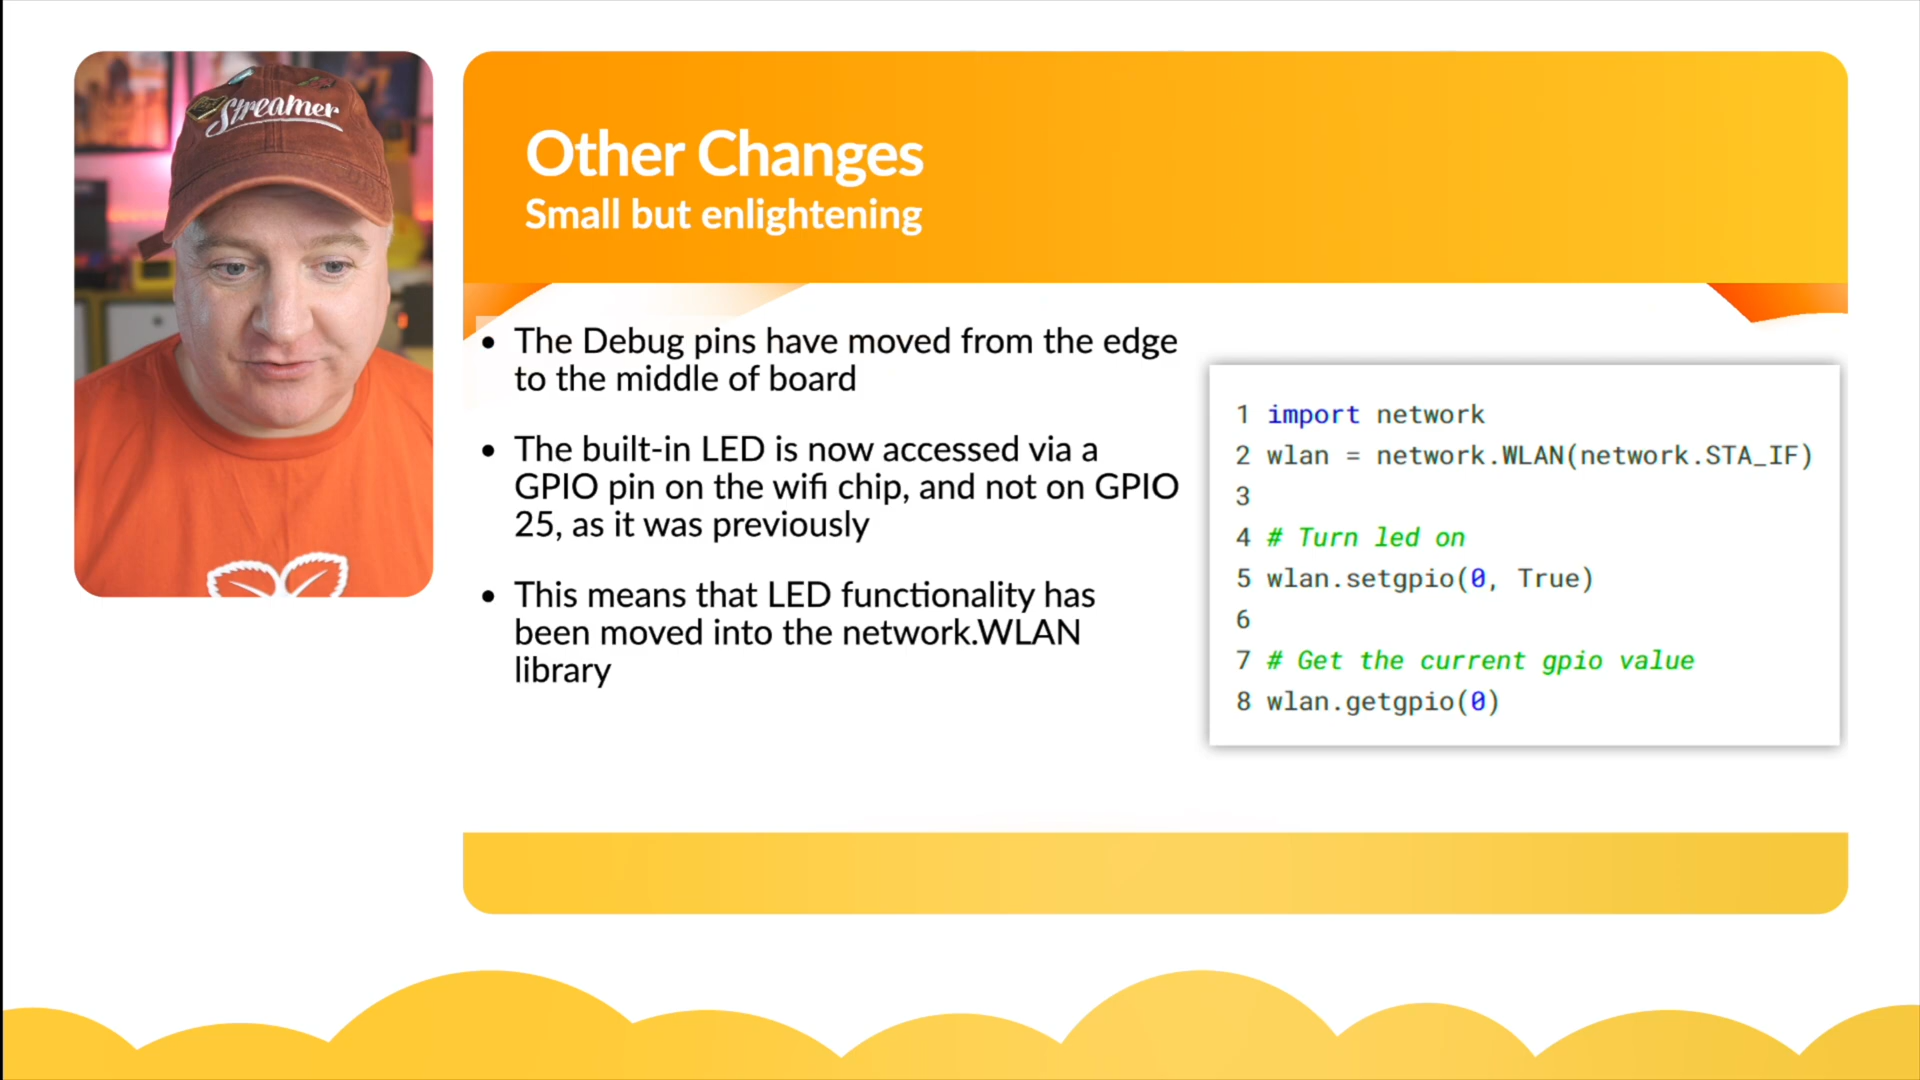 Streamer
Other Changes
Small but enlightening
• The Debug pins have moved from the edge
to the middle of board
• The built-in LED is now accessed via a
GPIO pin on the wifi chip, and not on GPIO
25, as it was previously
• This means that LED functionality has
been moved into the network.WLAN
library
1 import network
2 wlan = network.WLAN(network.STA_IF)
3
4 # Turn led on
5 wlan.setgpio(0, True)
6
7 # Get the current gpio value
8 wlan.getgpio(0)